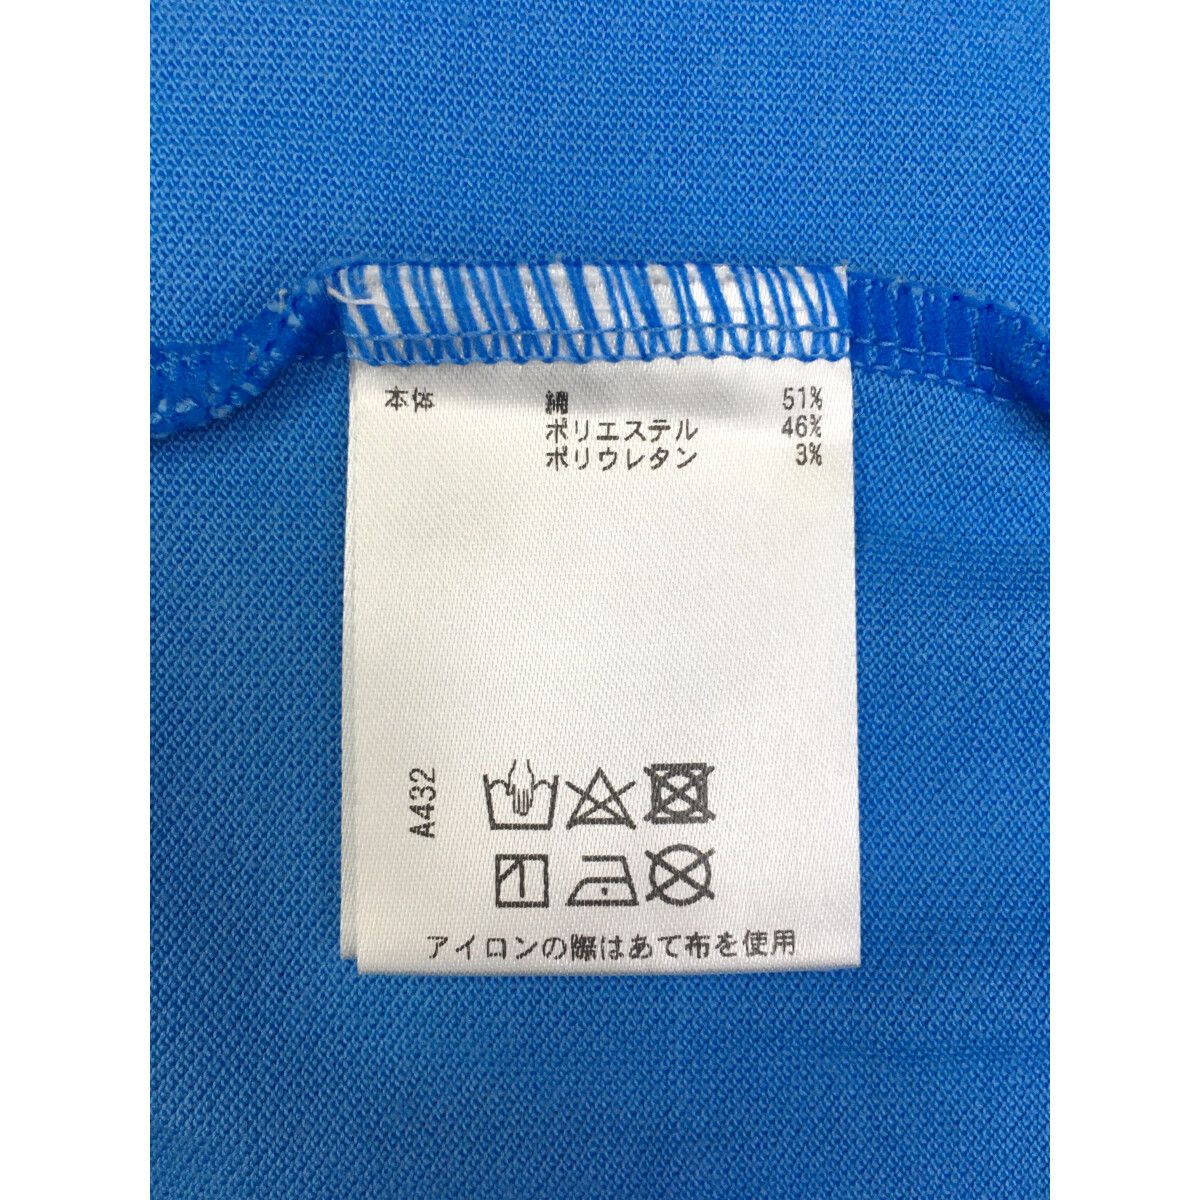 本体 綿 51%
ポリエステル 46%
ポリウレタン 3%
A432
アイロンの際はあて布を使用